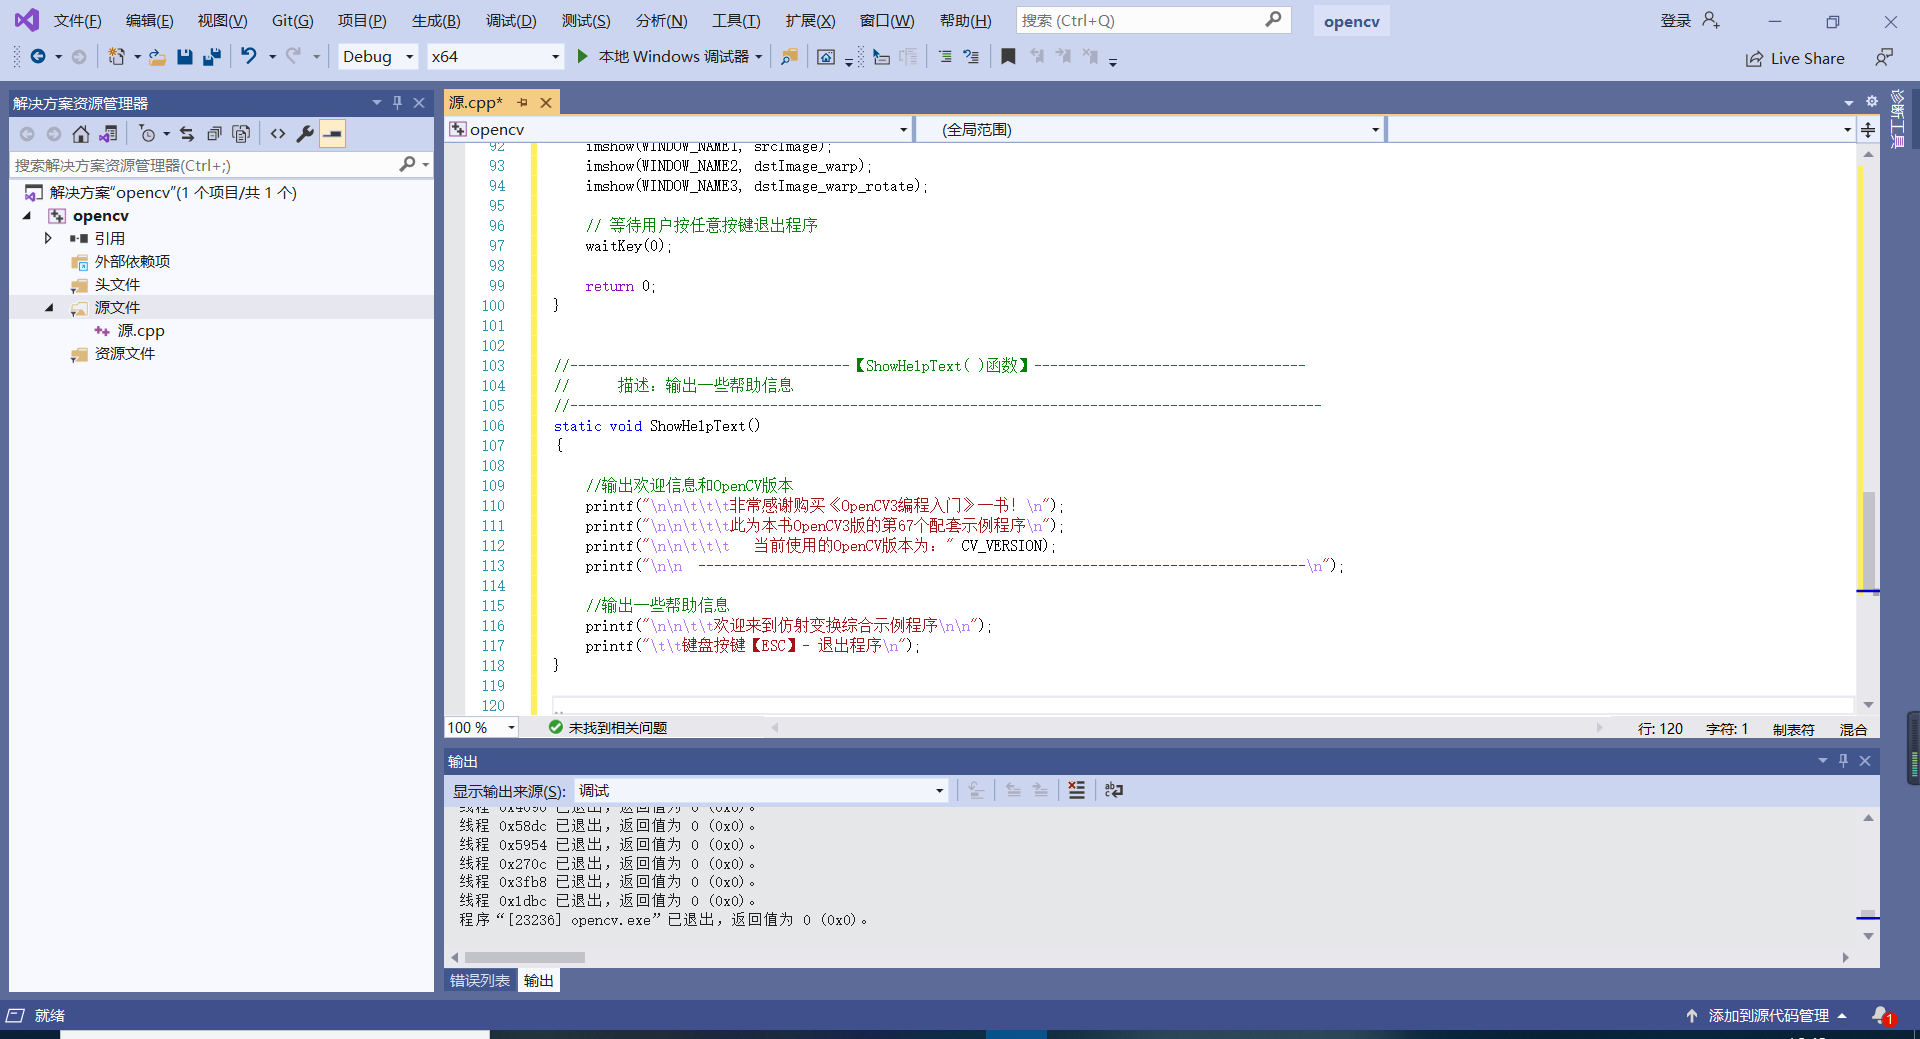 文件(F) 编辑(E) 视图(V) Git(G) 项目(P) 生成(B) 调试(D) 测试(S) 分析(N) 工具(T) 扩展(X) 窗口(W) 帮助(H) 搜索 (Ctrl+Q) opencv 登录
Debug x64 本地 Windows 调试器 Live Share
解决方案资源管理器
搜索解决方案资源管理器(Ctrl+;)
解决方案"opencv"(1 个项目/共 1 个)
opencv
引用
外部依赖项
头文件
源文件
源.cpp
资源文件
源.cpp*
opencv (全局范围)
92 imshow(WINDOW_NAME1, srcImage);
93 imshow(WINDOW_NAME2, dstImage_warp);
94 imshow(WINDOW_NAME3, dstImage_warp_rotate);
95
96 // 等待用户按任意按键退出程序
97 waitKey(0);
98
99 return 0;
100 }
101
102
103 //-----------------------------------【ShowHelpText( )函数】----------------------------------
104 // 描述：输出一些帮助信息
105 //----------------------------------------------------------------------------------------------
106 static void ShowHelpText()
107 {
108
109 //输出欢迎信息和OpenCV版本
110 printf("\n\n\t\t\t非常感谢购买《OpenCV3编程入门》一书！\n");
111 printf("\n\n\t\t\t此为本书OpenCV3版的第67个配套示例程序\n");
112 printf("\n\n\t\t\t   当前使用的OpenCV版本为：" CV_VERSION);
113 printf("\n\n  ----------------------------------------------------------------------------\n");
114
115 //输出一些帮助信息
116 printf("\n\n\t\t欢迎来到仿射变换综合示例程序\n\n");
117 printf("\t\t键盘按键【ESC】- 退出程序\n");
118 }
119
120
100 % 未找到相关问题 行: 120 字符: 1 制表符 混合
输出
显示输出来源(S): 调试
线程 0x4090 已退出，返回值为 0 (0x0)。
线程 0x58dc 已退出，返回值为 0 (0x0)。
线程 0x5954 已退出，返回值为 0 (0x0)。
线程 0x270c 已退出，返回值为 0 (0x0)。
线程 0x3fb8 已退出，返回值为 0 (0x0)。
线程 0x1dbc 已退出，返回值为 0 (0x0)。
程序“[23236] opencv.exe”已退出，返回值为 0 (0x0)。
错误列表 输出
就绪 添加到源代码管理 1
诊断工具